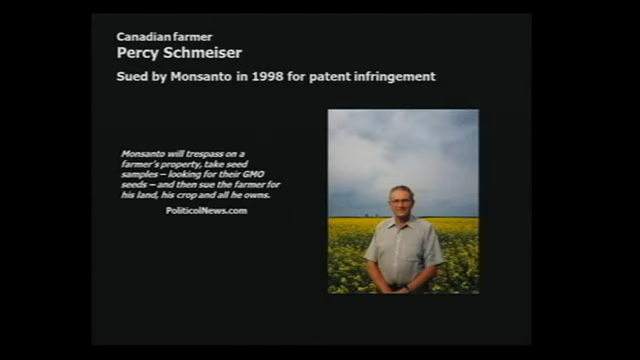 Canadian farmer
Percy Schmeiser
Sued by Monsanto in 1998 for patent infringement
Monsanto will trespass on a
farmer's property, take seed
samples – looking for their GMO
seeds – and then sue the farmer for
his land, his crop and all he owns.
PoliticolNews.com